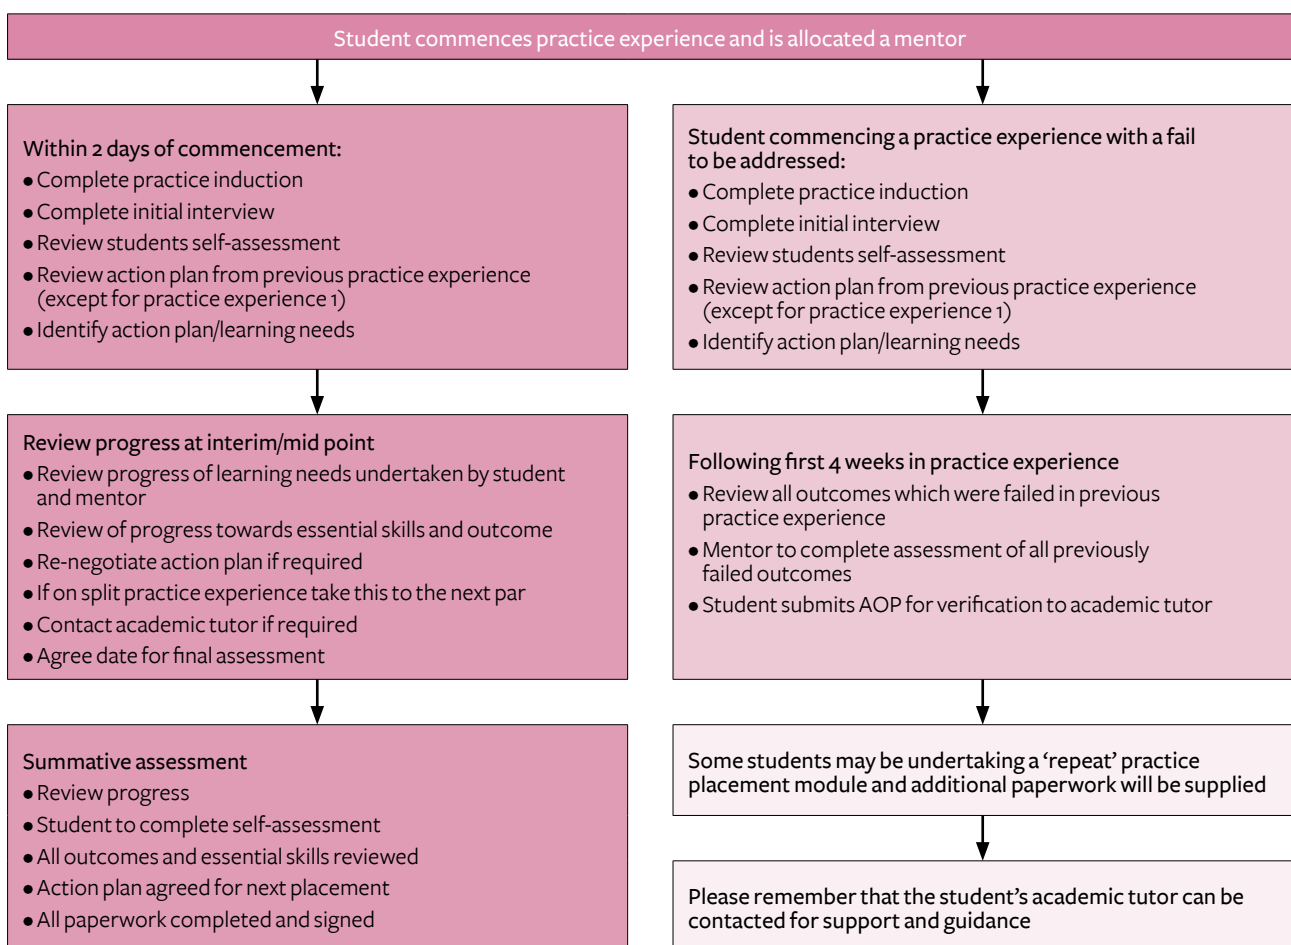 Student commences practice experience and is allocated a mentor
Within 2 days of commencement:
• Complete practice induction
• Complete initial interview
• Review students self-assessment
• Review action plan from previous practice experience
(except for practice experience 1)
• Identify action plan/learning needs
Review progress at interim/mid point
• Review progress of learning needs undertaken by student
and mentor
• Review of progress towards essential skills and outcome
• Re-negotiate action plan if required
• If on split practice experience take this to the next par
• Contact academic tutor if required
• Agree date for final assessment
Summative assessment
• Review progress
• Student to complete self-assessment
• All outcomes and essential skills reviewed
• Action plan agreed for next placement
• All paperwork completed and signed
Student commencing a practice experience with a fail
to be addressed:
• Complete practice induction
• Complete initial interview
• Review students self-assessment
• Review action plan from previous practice experience
(except for practice experience 1)
• Identify action plan/learning needs
Following first 4 weeks in practice experience
• Review all outcomes which were failed in previous
practice experience
• Mentor to complete assessment of all previously
failed outcomes
• Student submits AOP for verification to academic tutor
Some students may be undertaking a ‘repeat’ practice
placement module and additional paperwork will be supplied
Please remember that the student’s academic tutor can be
contacted for support and guidance